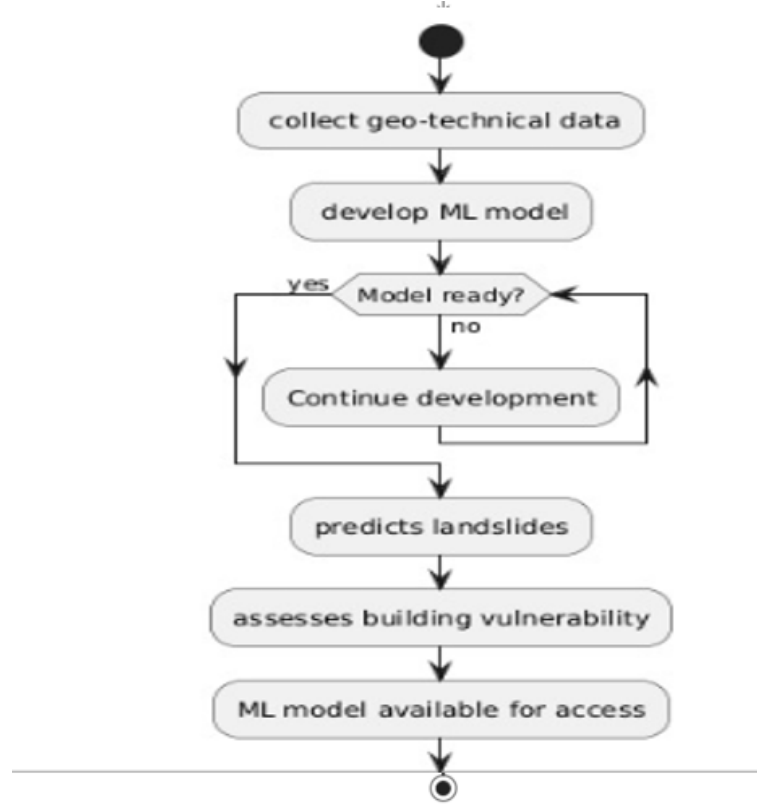 collect geo-technical data
develop ML model
yes
Model ready?
no
Continue development
predicts landslides
assesses building vulnerability
ML model available for access